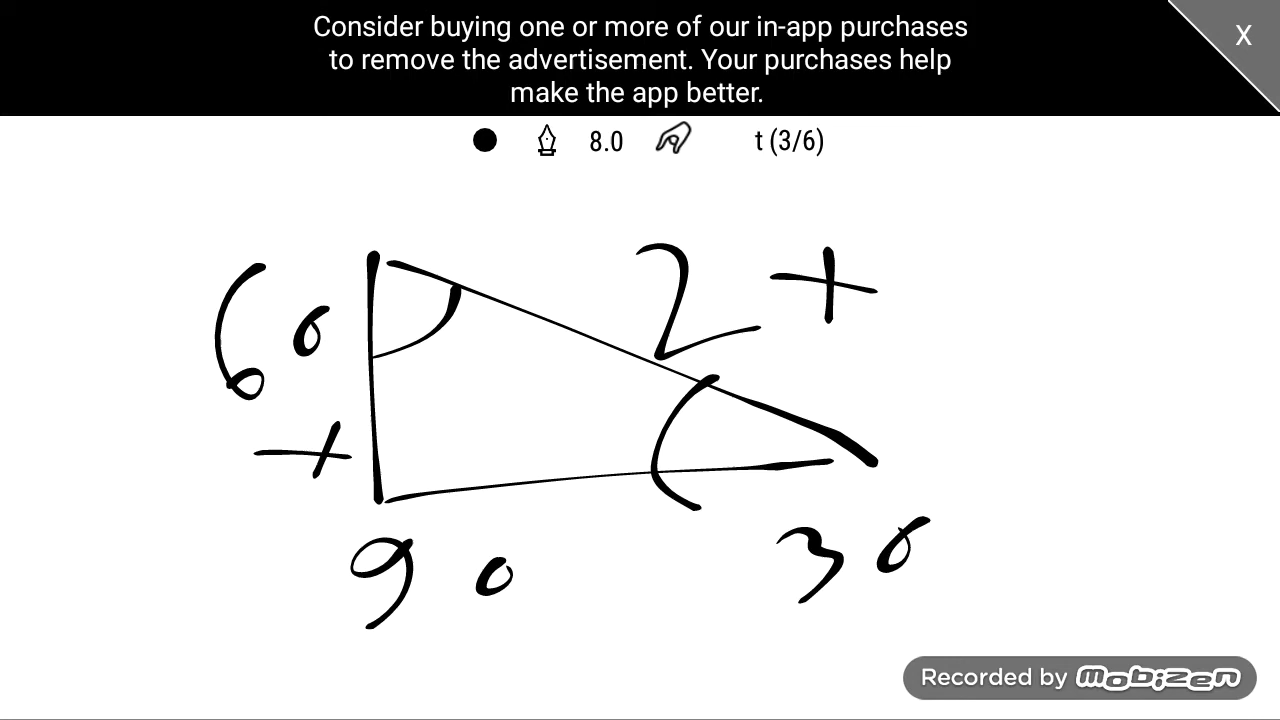 Consider buying one or more of our in-app purchases
to remove the advertisement. Your purchases help
make the app better.
X
8.0 t (3/6)
60
2x
x
90
30
Recorded by Mobizen